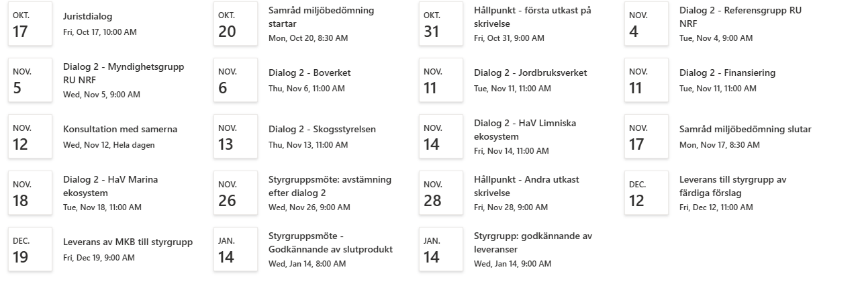 OKT.
17
Juristdialog
Fri, Oct 17, 10:00 AM
OKT.
20
Samråd miljöbedömning
startar
Mon, Oct 20, 8:30 AM
OKT.
31
Hållpunkt - första utkast på
skrivelse
Fri, Oct 31, 9:00 AM
NOV.
4
Dialog 2 - Referensgrupp RU
NRF
Tue, Nov 4, 9:00 AM
NOV.
5
Dialog 2 - Myndighetsgrupp
RU NRF
Wed, Nov 5, 9:00 AM
NOV.
6
Dialog 2 - Boverket
Thu, Nov 6, 11:00 AM
NOV.
11
Dialog 2 - Jordbruksverket
Tue, Nov 11, 11:00 AM
NOV.
11
Dialog 2 - Finansiering
Tue, Nov 11, 11:00 AM
NOV.
12
Konsultation med samerna
Wed, Nov 12, Hela dagen
NOV.
13
Dialog 2 - Skogsstyrelsen
Thu, Nov 13, 11:00 AM
NOV.
14
Dialog 2 - HaV Limniska
ekosystem
Fri, Nov 14, 11:00 AM
NOV.
17
Samråd miljöbedömning slutar
Mon, Nov 17, 8:30 AM
NOV.
18
Dialog 2 - HaV Marina
ekosystem
Tue, Nov 18, 11:00 AM
NOV.
26
Styrgruppsmöte: avstämning
efter dialog 2
Wed, Nov 26, 9:00 AM
NOV.
28
Hållpunkt - Andra utkast
skrivelse
Fri, Nov 28, 9:00 AM
DEC.
12
Leverans till styrgrupp av
färdiga förslag
Fri, Dec 12, 11:00 AM
DEC.
19
Leverans av MKB till styrgrupp
Fri, Dec 19, 9:00 AM
JAN.
14
Styrgruppsmöte -
Godkännande av slutprodukt
Wed, Jan 14, 8:00 AM
JAN.
14
Styrgrupp: godkännande av
leveranser
Wed, Jan 14, 9:00 AM